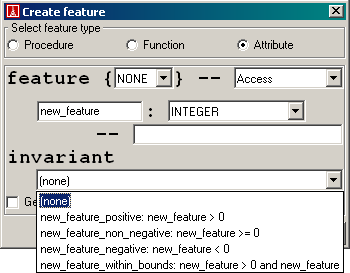 Create feature
Select feature type
Procedure Function Attribute
feature { NONE } -- Access
new_feature : INTEGER
--
invariant
(none)
(none)
new_feature_positive: new_feature > 0
new_feature_non_negative: new_feature >= 0
new_feature_negative: new_feature < 0
new_feature_within_bounds: new_feature > 0 and new_feature